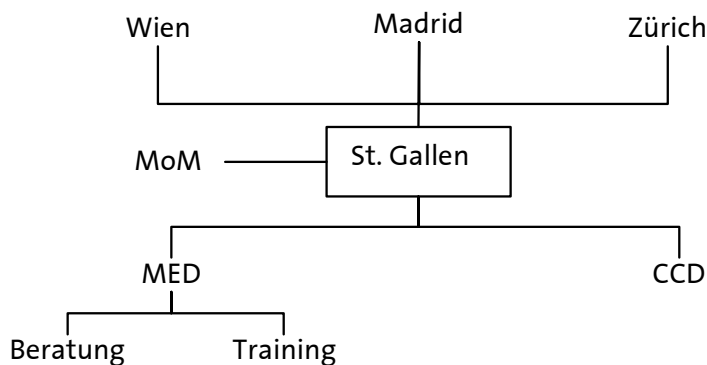 Wien
Madrid
Zürich
MoM
St. Gallen
MED
CCD
Beratung
Training